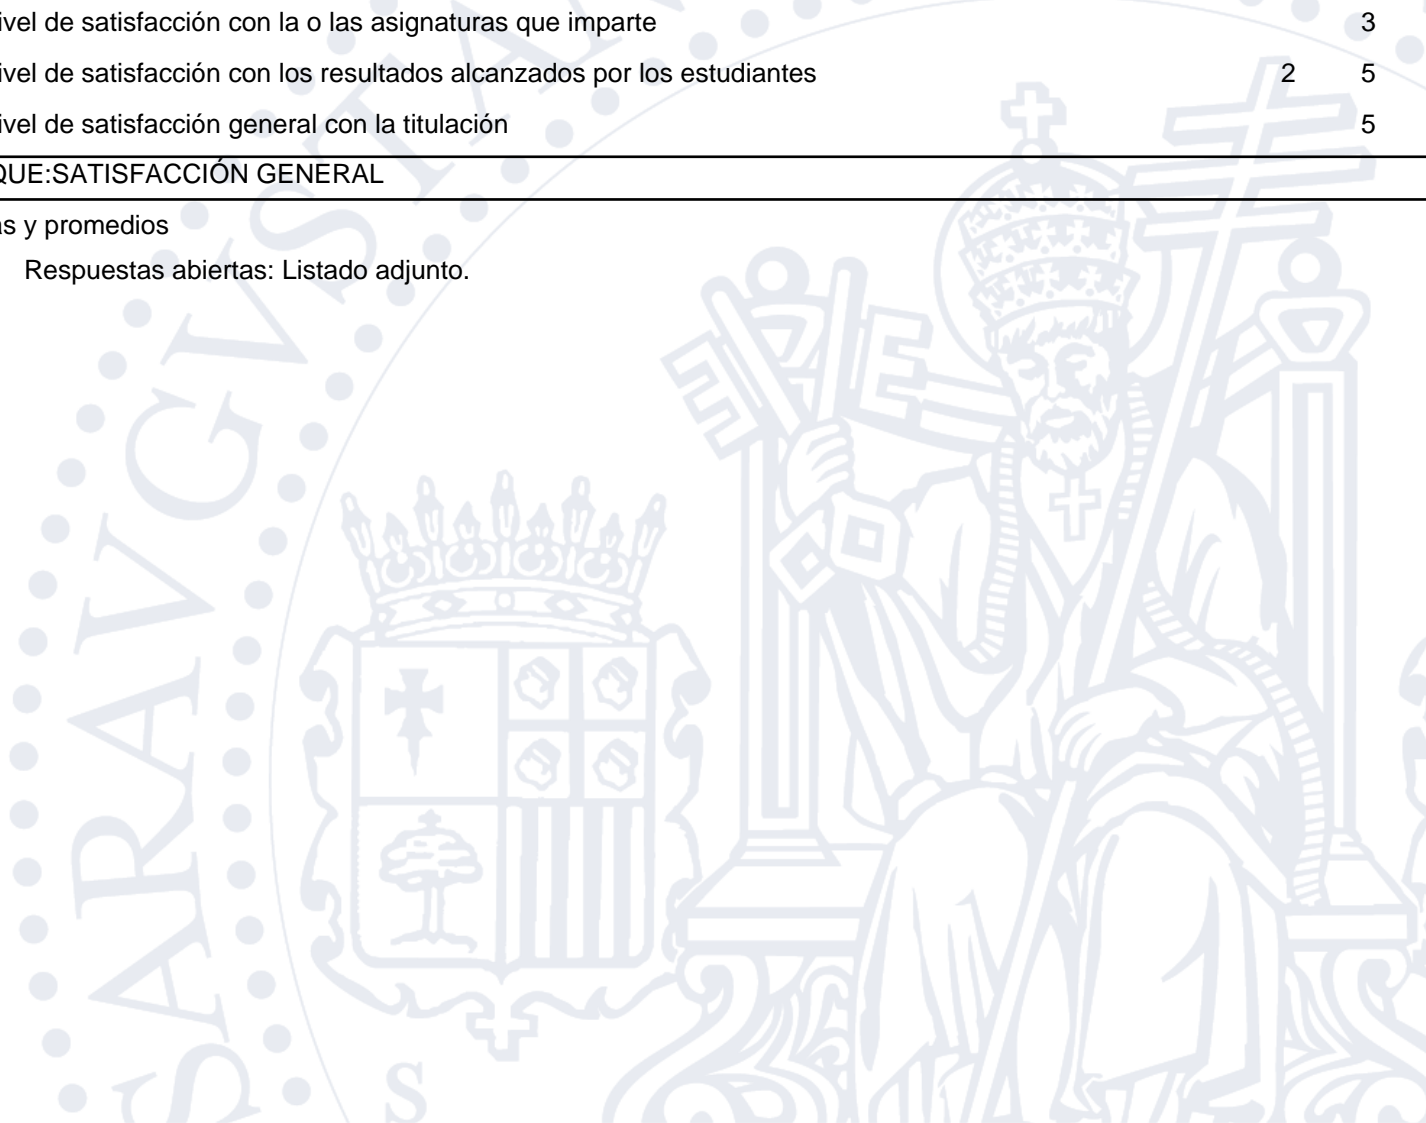 ivel de satisfacción con la o las asignaturas que imparte 3
ivel de satisfacción con los resultados alcanzados por los estudiantes 2 5
ivel de satisfacción general con la titulación 5
QUE:SATISFACCIÓN GENERAL
as y promedios
Respuestas abiertas: Listado adjunto.
SARAVGVSTAN
S